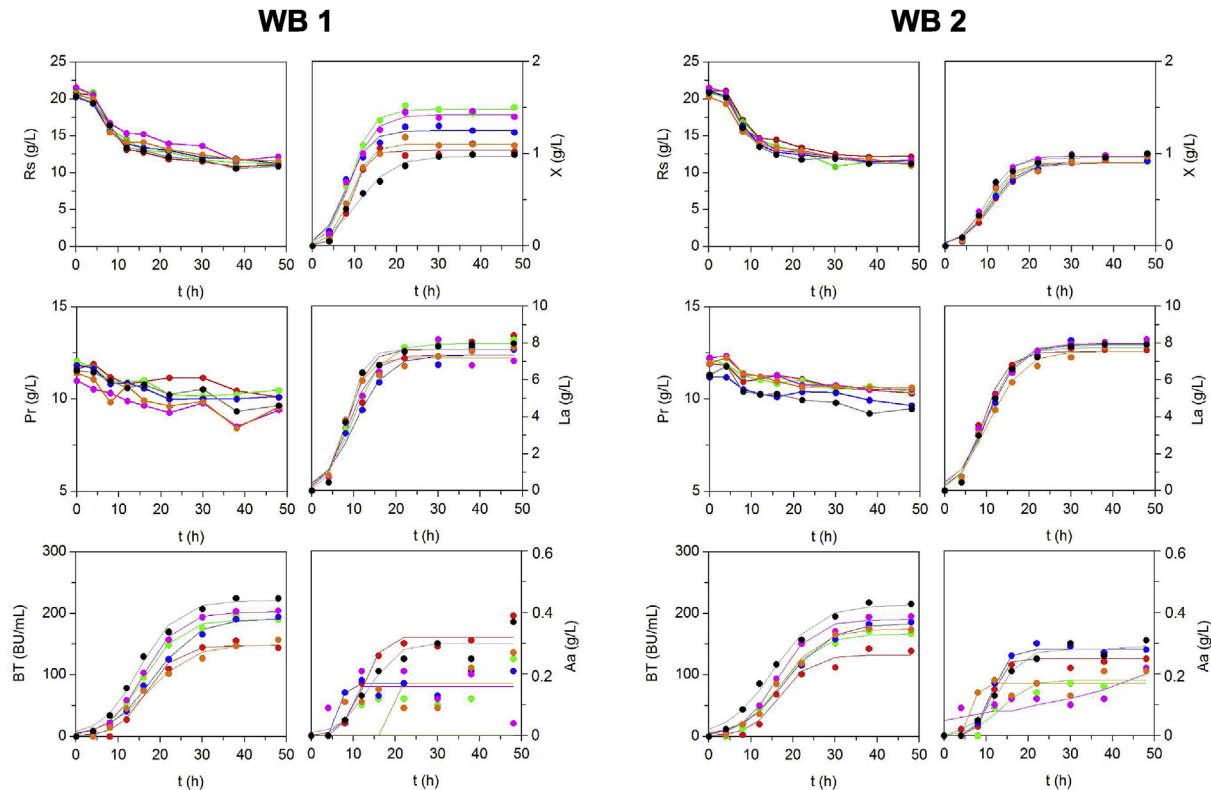 WB 1 WB 2
25 2 25 2
20 20
15 15
Rs (g/L) 1 X (g/L) Rs (g/L) 1 X (g/L)
10 10
5 5
0 0 0 0
0 10 20 30 40 50 0 10 20 30 40 50 0 10 20 30 40 50 0 10 20 30 40 50
t (h) t (h) t (h) t (h)
15 10 15 10
8 8
Pr (g/L) 10 6 La (g/L) Pr (g/L) 10 6 La (g/L)
4 4
2 2
5 0 5 0
0 10 20 30 40 50 0 10 20 30 40 50 0 10 20 30 40 50 0 10 20 30 40 50
t (h) t (h) t (h) t (h)
300 0.6 300 0.6
BT (BU/mL) 200 0.4 Aa (g/L) BT (BU/mL) 200 0.4 Aa (g/L)
100 0.2 100 0.2
0 0 0 0
0 10 20 30 40 50 0 10 20 30 40 50 0 10 20 30 40 50 0 10 20 30 40 50
t (h) t (h) t (h) t (h)